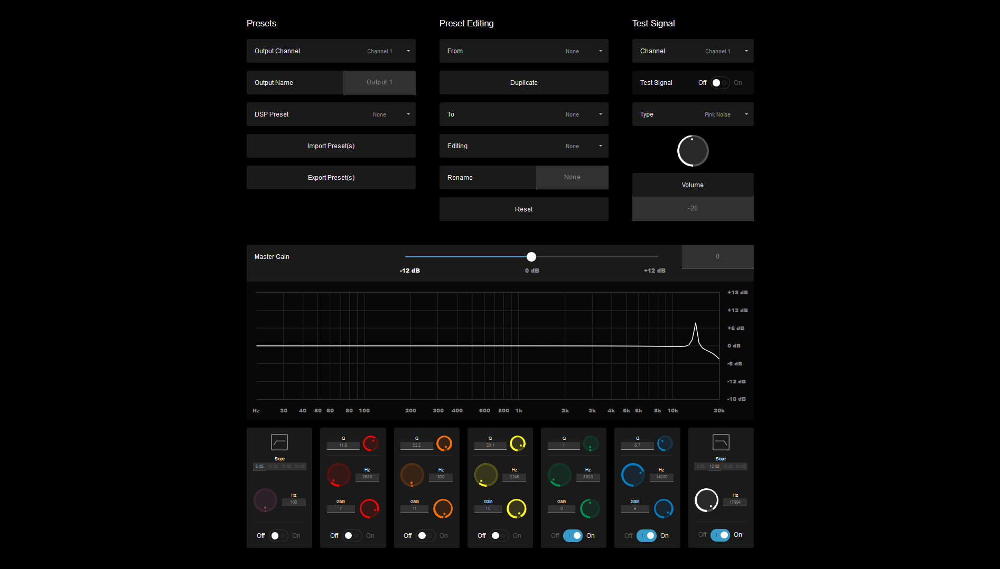 Presets
Output Channel Channel 1
Output Name Output 1
DSP Preset None
Import Preset(s)
Export Preset(s)
Preset Editing
From None
Duplicate
To None
Editing None
Rename None
Reset
Test Signal
Channel Channel 1
Test Signal Off On
Type Pink Noise
Volume
-20
Master Gain 0
-12 dB 0 dB +12 dB
+18 dB
+12 dB
+6 dB
0 dB
-6 dB
-12 dB
-18 dB
Hz 30 40 50 60 80 100 200 300 400 600 800 1k 2k 3k 4k 5k 6k 8k 10k 20k
Slope
6 dB 12 dB 18 dB 24 dB
Hz
100
Off On
Q
14.6
Hz
2530
Gain
7
Off On
Q
22.2
Hz
300
Gain
11
Off On
Q
20.1
Hz
2245
Gain
10
Off On
Q
1
Hz
3000
Gain
0
Off On
Q
8.7
Hz
14000
Gain
9
Off On
Slope
6 dB 12 dB 18 dB 24 dB
Hz
17994
Off On